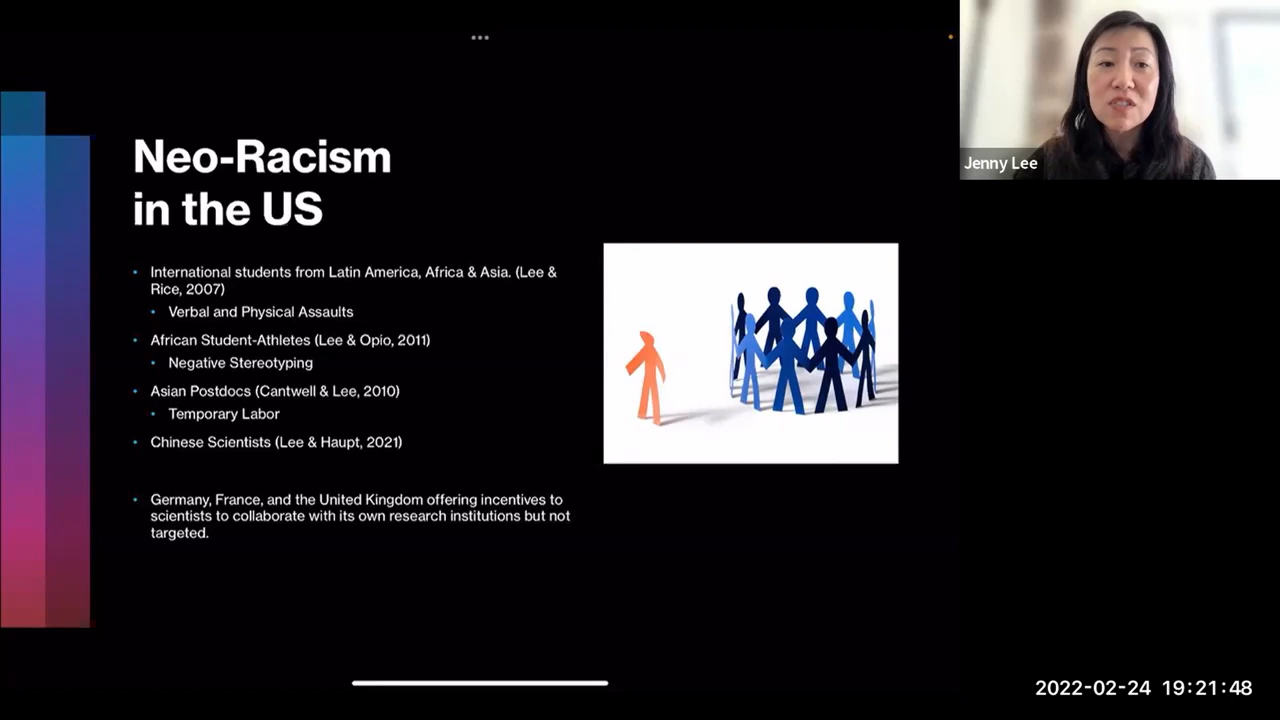 Neo-Racism
in the US
• International students from Latin America, Africa & Asia. (Lee &
Rice, 2007)
• Verbal and Physical Assaults
• African Student-Athletes (Lee & Opio, 2011)
• Negative Stereotyping
• Asian Postdocs (Cantwell & Lee, 2010)
• Temporary Labor
• Chinese Scientists (Lee & Haupt, 2021)
• Germany, France, and the United Kingdom offering incentives to
scientists to collaborate with its own research institutions but not
targeted.
Jenny Lee
2022-02-24 19:21:48